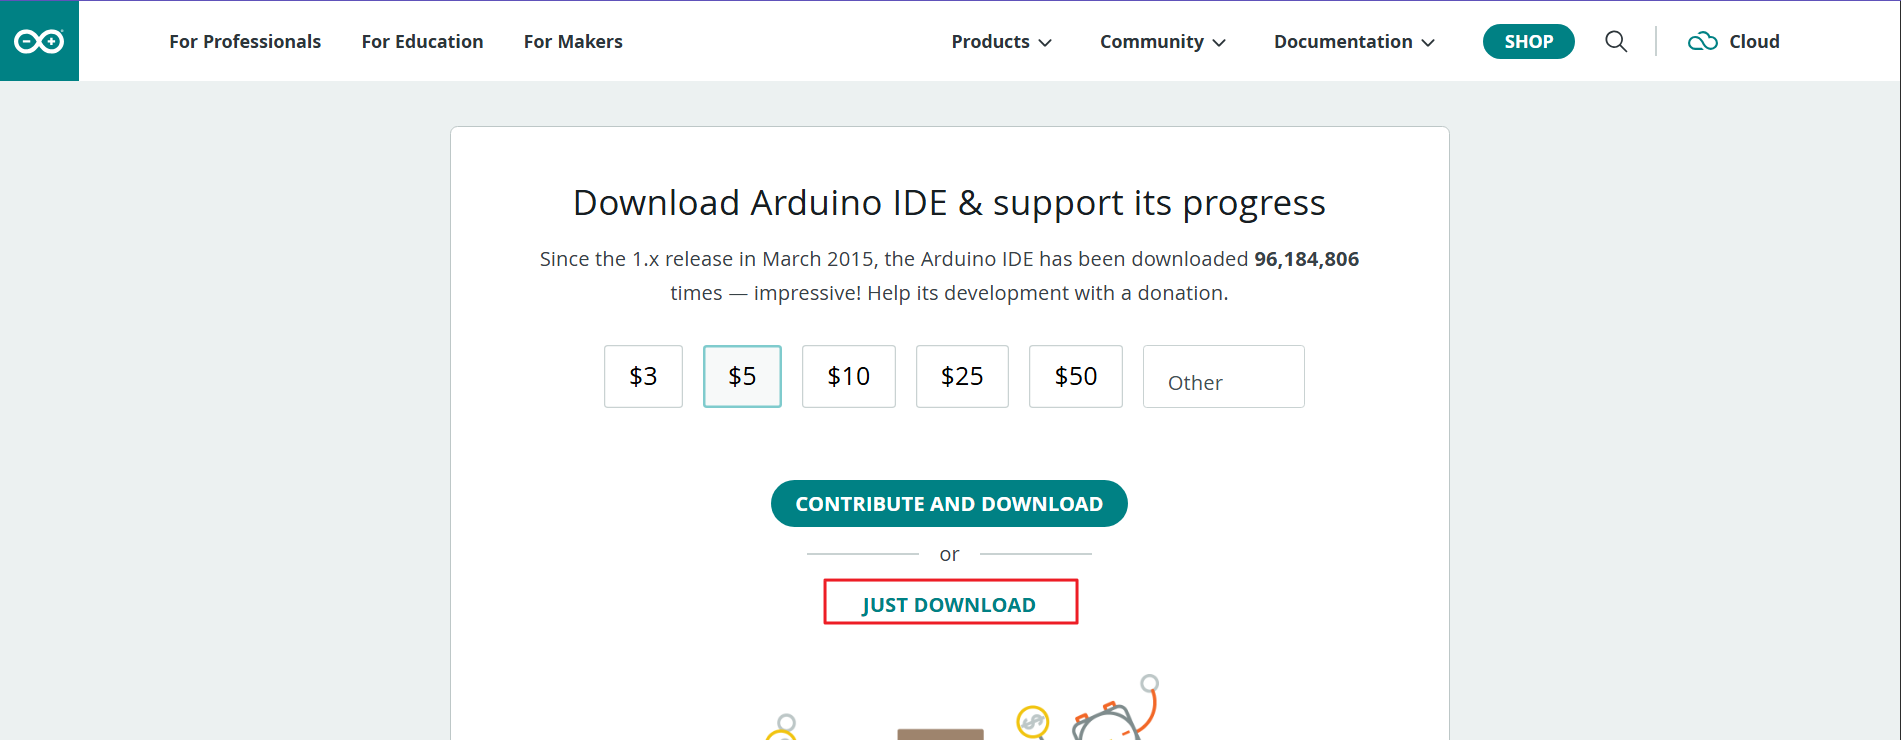 For Professionals For Education For Makers Products Community Documentation SHOP Cloud
Download Arduino IDE & support its progress
Since the 1.x release in March 2015, the Arduino IDE has been downloaded 96,184,806
times — impressive! Help its development with a donation.
$3 $5 $10 $25 $50 Other
CONTRIBUTE AND DOWNLOAD
or
JUST DOWNLOAD
$